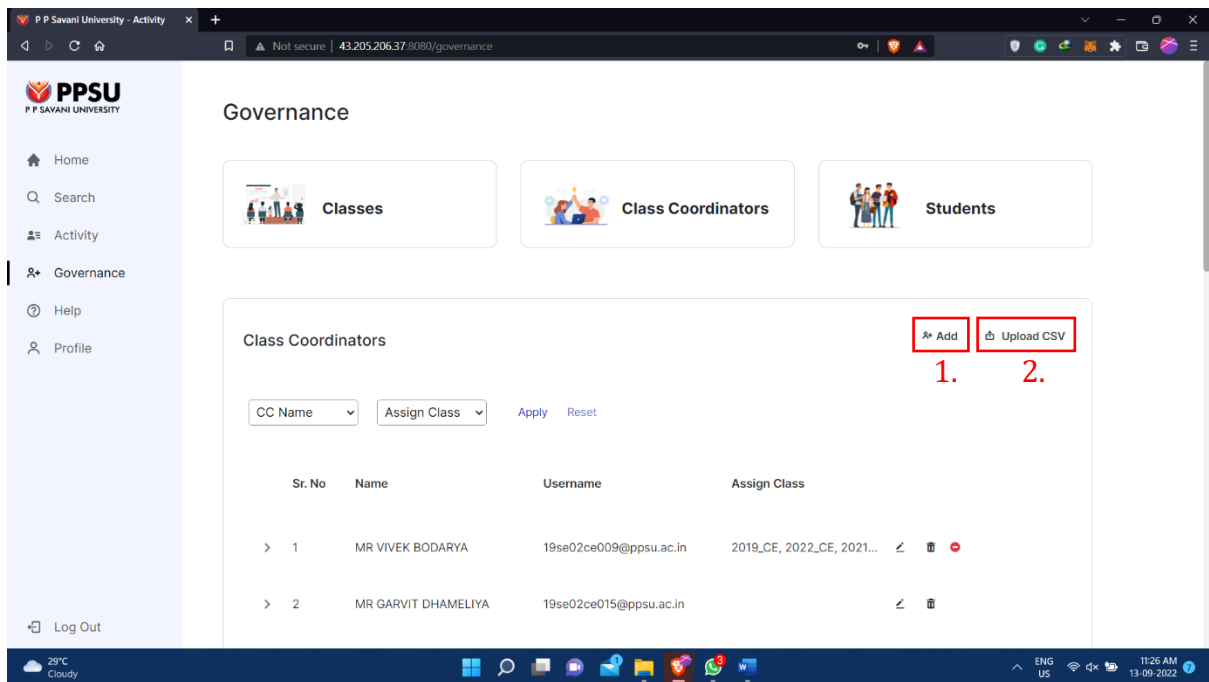 P P Savani University - Activity
Not secure | 43.205.206.37:8080/governance
PPSU
P P SAVANI UNIVERSITY
Home
Search
Activity
Governance
Help
Profile
Log Out
Governance
Classes
Class Coordinators
Students
Class Coordinators
Add
Upload CSV
1.
2.
CC Name
Assign Class
Apply
Reset
Sr. No Name Username Assign Class
1 MR VIVEK BODARYA 19se02ce009@ppsu.ac.in 2019_CE, 2022_CE, 2021...
2 MR GARVIT DHAMELIYA 19se02ce015@ppsu.ac.in
29°C
Cloudy
3
ENG
US
11:26 AM
13-09-2022
7